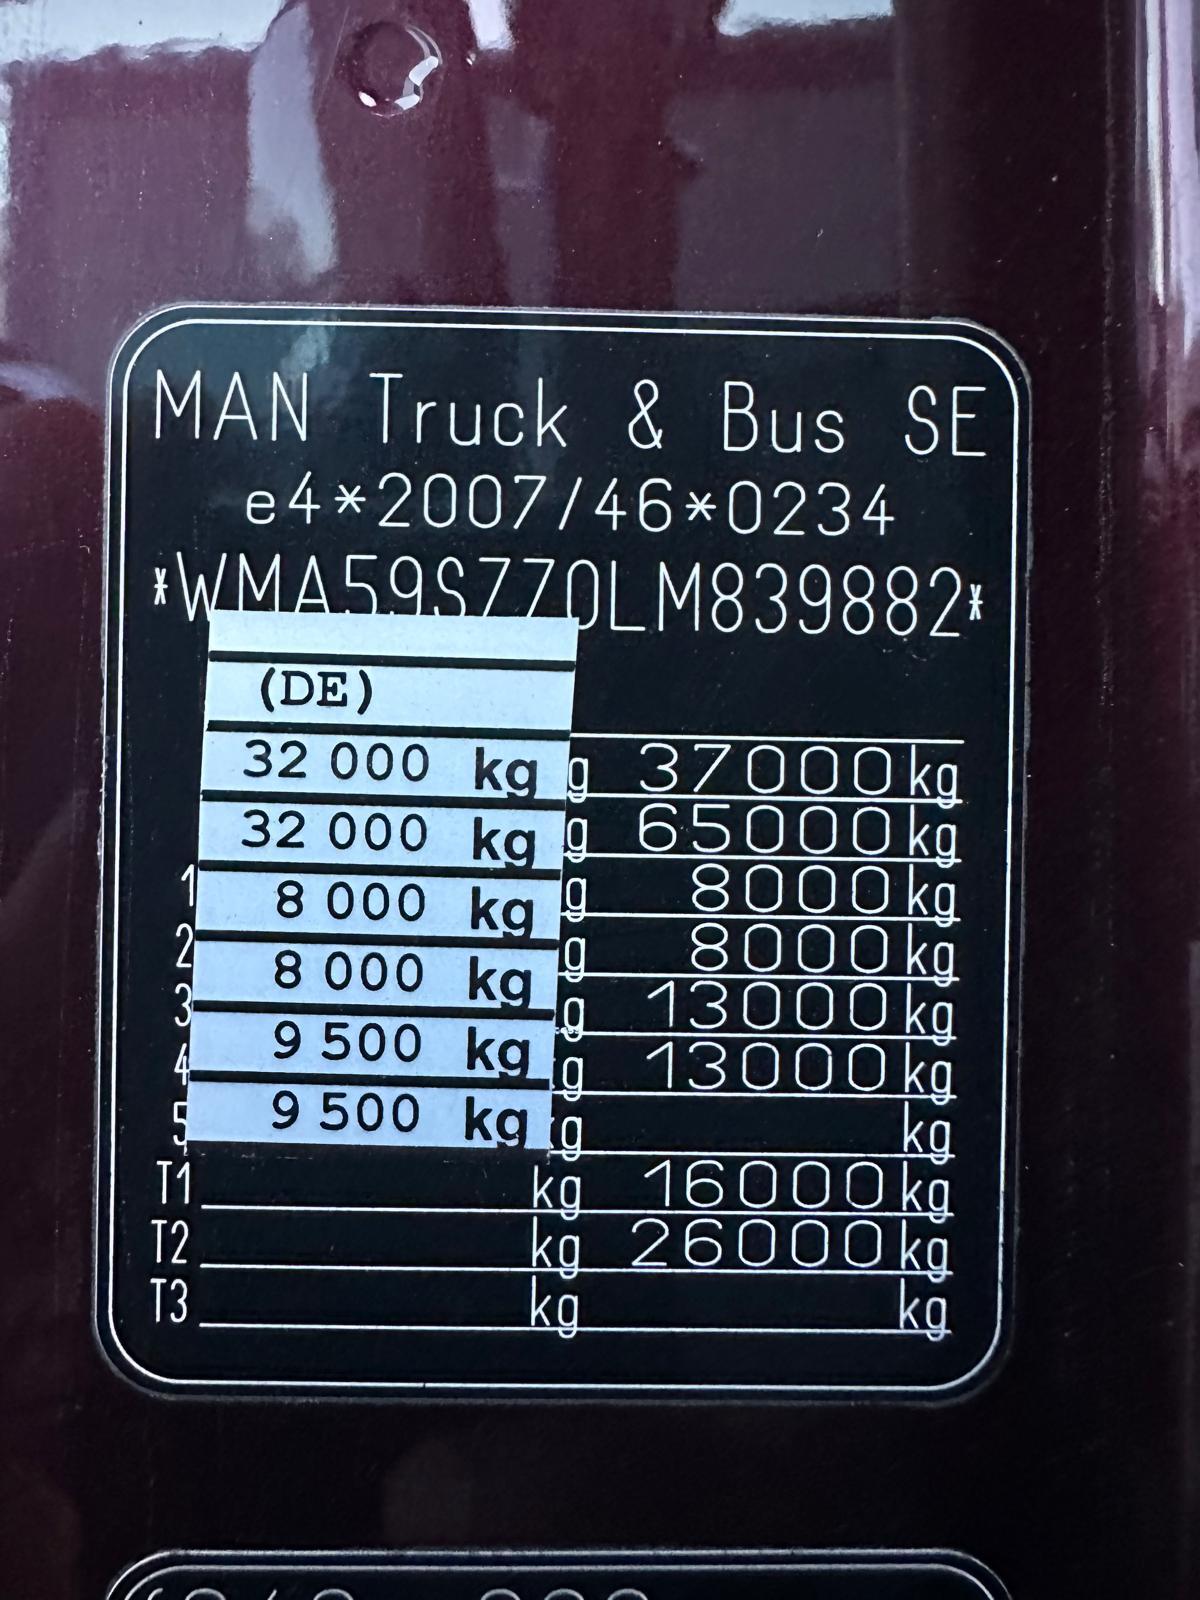 MAN Truck & Bus SE
e4*2007/46*0234
*WMA59S770LM839882*
(DE)
32 000 kg g 37000 kg
32 000 kg g 65000 kg
1 8 000 kg g 8000 kg
2 8 000 kg g 8000 kg
3 9 500 kg g 13000 kg
4 9 500 kg g 13000 kg
5 g kg
T1 kg 16000 kg
T2 kg 26000 kg
T3 kg kg